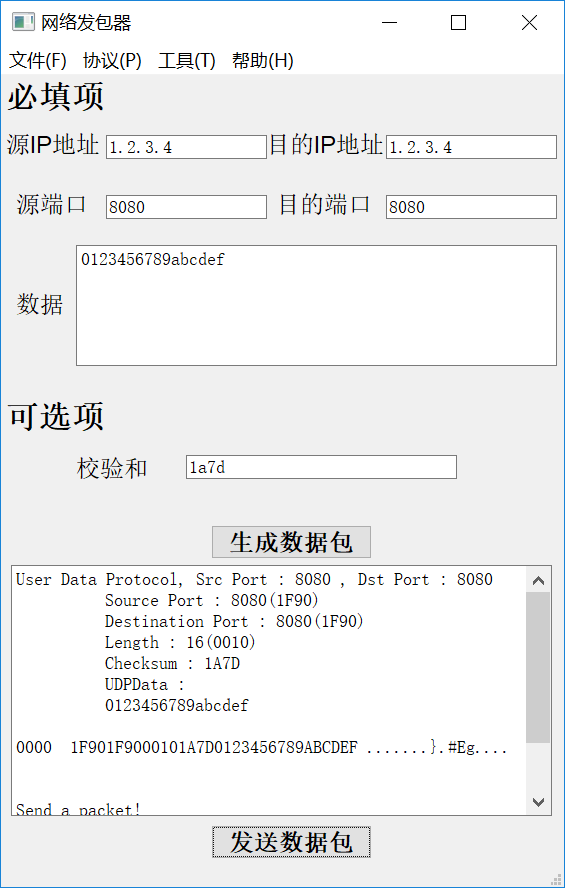 网络发包器
文件(F) 协议(P) 工具(T) 帮助(H)
必填项
源IP地址 1.2.3.4 目的IP地址 1.2.3.4
源端口 8080 目的端口 8080
数据 0123456789abcdef
可选项
校验和 1a7d
生成数据包
User Data Protocol, Src Port : 8080 , Dst Port : 8080
Source Port : 8080(1F90)
Destination Port : 8080(1F90)
Length : 16(0010)
Checksum : 1A7D
UDPData :
0123456789abcdef
0000 1F901F9000101A7D0123456789ABCDEF .......}.#Eg....
Send a packet!
发送数据包